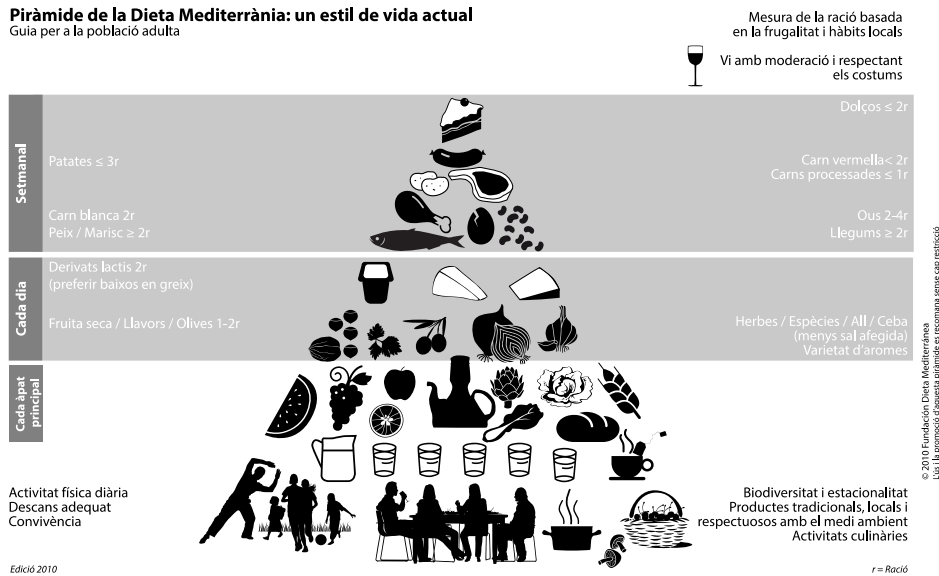 Piràmide de la Dieta Mediterrània: un estil de vida actual
Guia per a la població adulta
Mesura de la ració basada
en la frugalitat i hàbits locals
Vi amb moderació i respectant
els costums
Setmanal
Dolços ≤ 2r
Patates ≤ 3r
Carn vermella< 2r
Carns processades ≤ 1r
Carn blanca 2r
Peix / Marisc ≥ 2r
Ous 2-4r
Llegums ≥ 2r
Cada dia
Derivats lactis 2r
(preferir baixos en greix)
Fruita seca / Llavors / Olives 1-2r
Herbes / Espècies / All / Ceba
(menys sal afegida)
Varietat d'aromes
Cada àpat
principal
Activitat física diària
Descans adequat
Convivència
Biodiversitat i estacionalitat
Productes tradicionals, locals i
respectuosos amb el medi ambient
Activitats culinàries
Edició 2010
r = Ració
© 2010 Fundación Dieta Mediterránea
L'ús i la promoció d'aquesta piràmide es recomana sense cap restricció